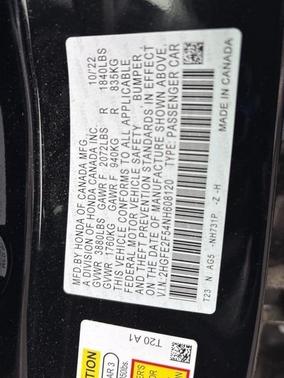 MFD.BY HONDA OF CANADA MFG. 10/22
A DIVISION OF HONDA CANADA INC.
GVWR 3880LBS GAWR F 2072LBS R 1840LBS
GVWR 1760KG GAWR F 940KG R 835KG
THIS VEHICLE CONFORMS TO ALL APPLICABLE
FEDERAL MOTOR VEHICLE SAFETY BUMPER,
AND THEFT PREVENTION STANDARDS IN EFFECT
ON THE DATE OF MANUFACTURE SHOWN ABOVE.
VIN:2HGFE2F54NH608120 TYPE:PASSENGER CAR
T23 N AG5 -NH731P -Z -H
MADE IN CANADA
T20 A1